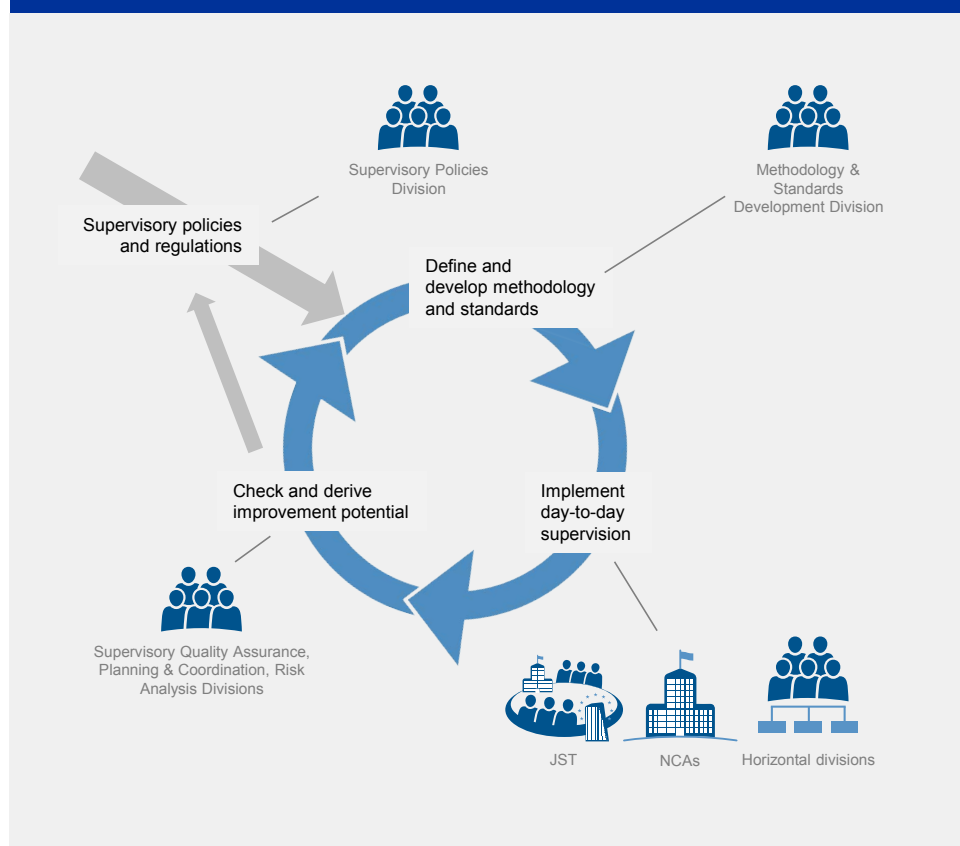 Supervisory Policies
Division
Methodology &
Standards
Development Division
Supervisory policies
and regulations
Define and
develop methodology
and standards
Check and derive
improvement potential
Implement
day-to-day
supervision
Supervisory Quality Assurance,
Planning & Coordination, Risk
Analysis Divisions
JST
NCAs
Horizontal divisions